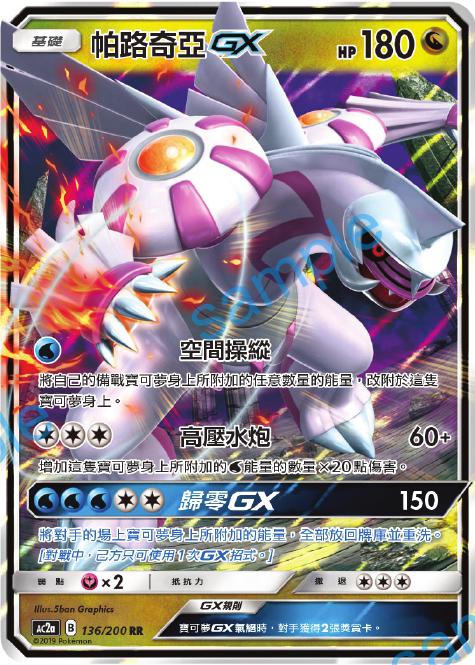 基礎 帕路奇亞GX HP 180
空間操縱
將自己的備戰寶可夢身上所附加的任意數量的能量，改附於這隻
寶可夢身上。
高壓水炮 60+
增加這隻寶可夢身上所附加的能量的數量×20點傷害。
歸零GX 150
將對手的場上寶可夢身上所附加的能量，全部放回牌庫並重洗。
[對戰中，己方只可使用1次GX招式。]
弱點 ×2 抵抗力 撤退
Illus.5ban Graphics
AC2a B 136/200 RR
©2019 Pokémon
GX規則
寶可夢GX氣絕時，對手獲得2張獎賞卡。
sample